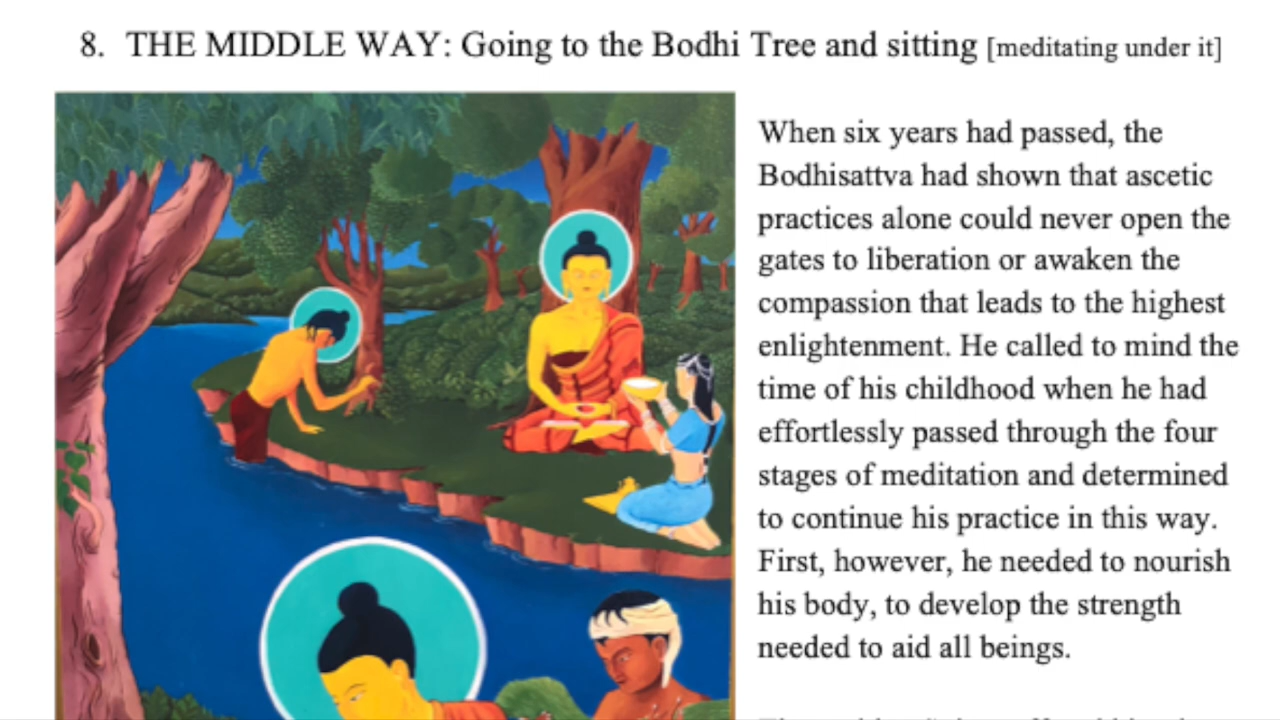 8. THE MIDDLE WAY: Going to the Bodhi Tree and sitting [meditating under it]
When six years had passed, the
Bodhisattva had shown that ascetic
practices alone could never open the
gates to liberation or awaken the
compassion that leads to the highest
enlightenment. He called to mind the
time of his childhood when he had
effortlessly passed through the four
stages of meditation and determined
to continue his practice in this way.
First, however, he needed to nourish
his body, to develop the strength
needed to aid all beings.